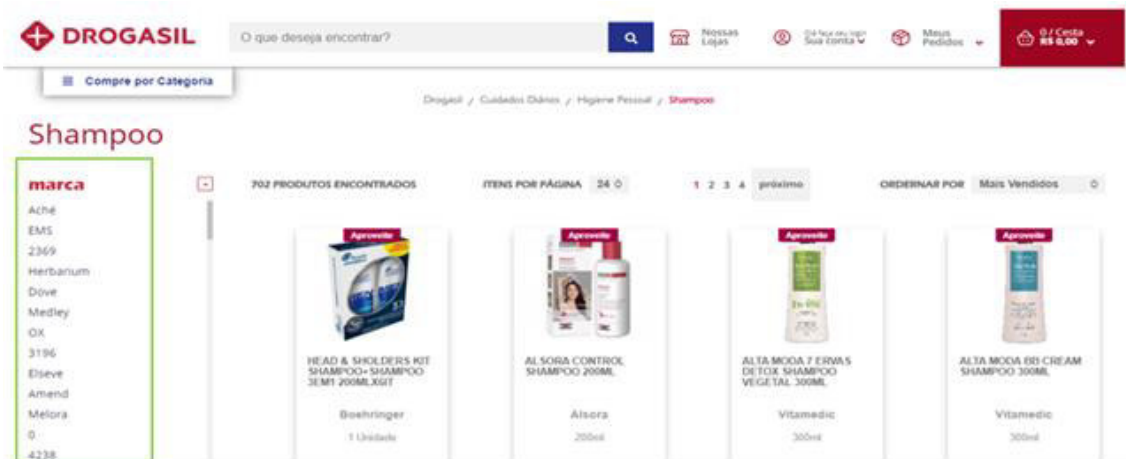 DROGASIL
O que deseja encontrar?
Nossas
Lojas
Sua conta
Meus
Pedidos
0 / Cesta
R$ 0,00
Compre por Categoria
Drogasil / Cuidados Diários / Higiene Pessoal / Shampoo
Shampoo
marca
702 PRODUTOS ENCONTRADOS
ITENS POR PÁGINA 24
1 2 3 4 próximo
ORDERNAR POR Mais Vendidos
Aché
EMS
2369
Herbarium
Dove
Medley
OX
3196
Elseve
Amend
Melora
0
4238
Aproveite
HEAD & SHOLDERS KIT
SHAMPOO+SHAMPOO
3EM1 200MLXGIT
Boehringer
1 Unidade
Aproveite
ALSORA CONTROL
SHAMPOO 200ML
Alsora
200ml
Aproveite
ALTA MODA 7 ERVAS
DETOX SHAMPOO
VEGETAL 300ML
Vitamedic
300ml
Aproveite
ALTA MODA BB CREAM
SHAMPOO 300ML
Vitamedic
300ml